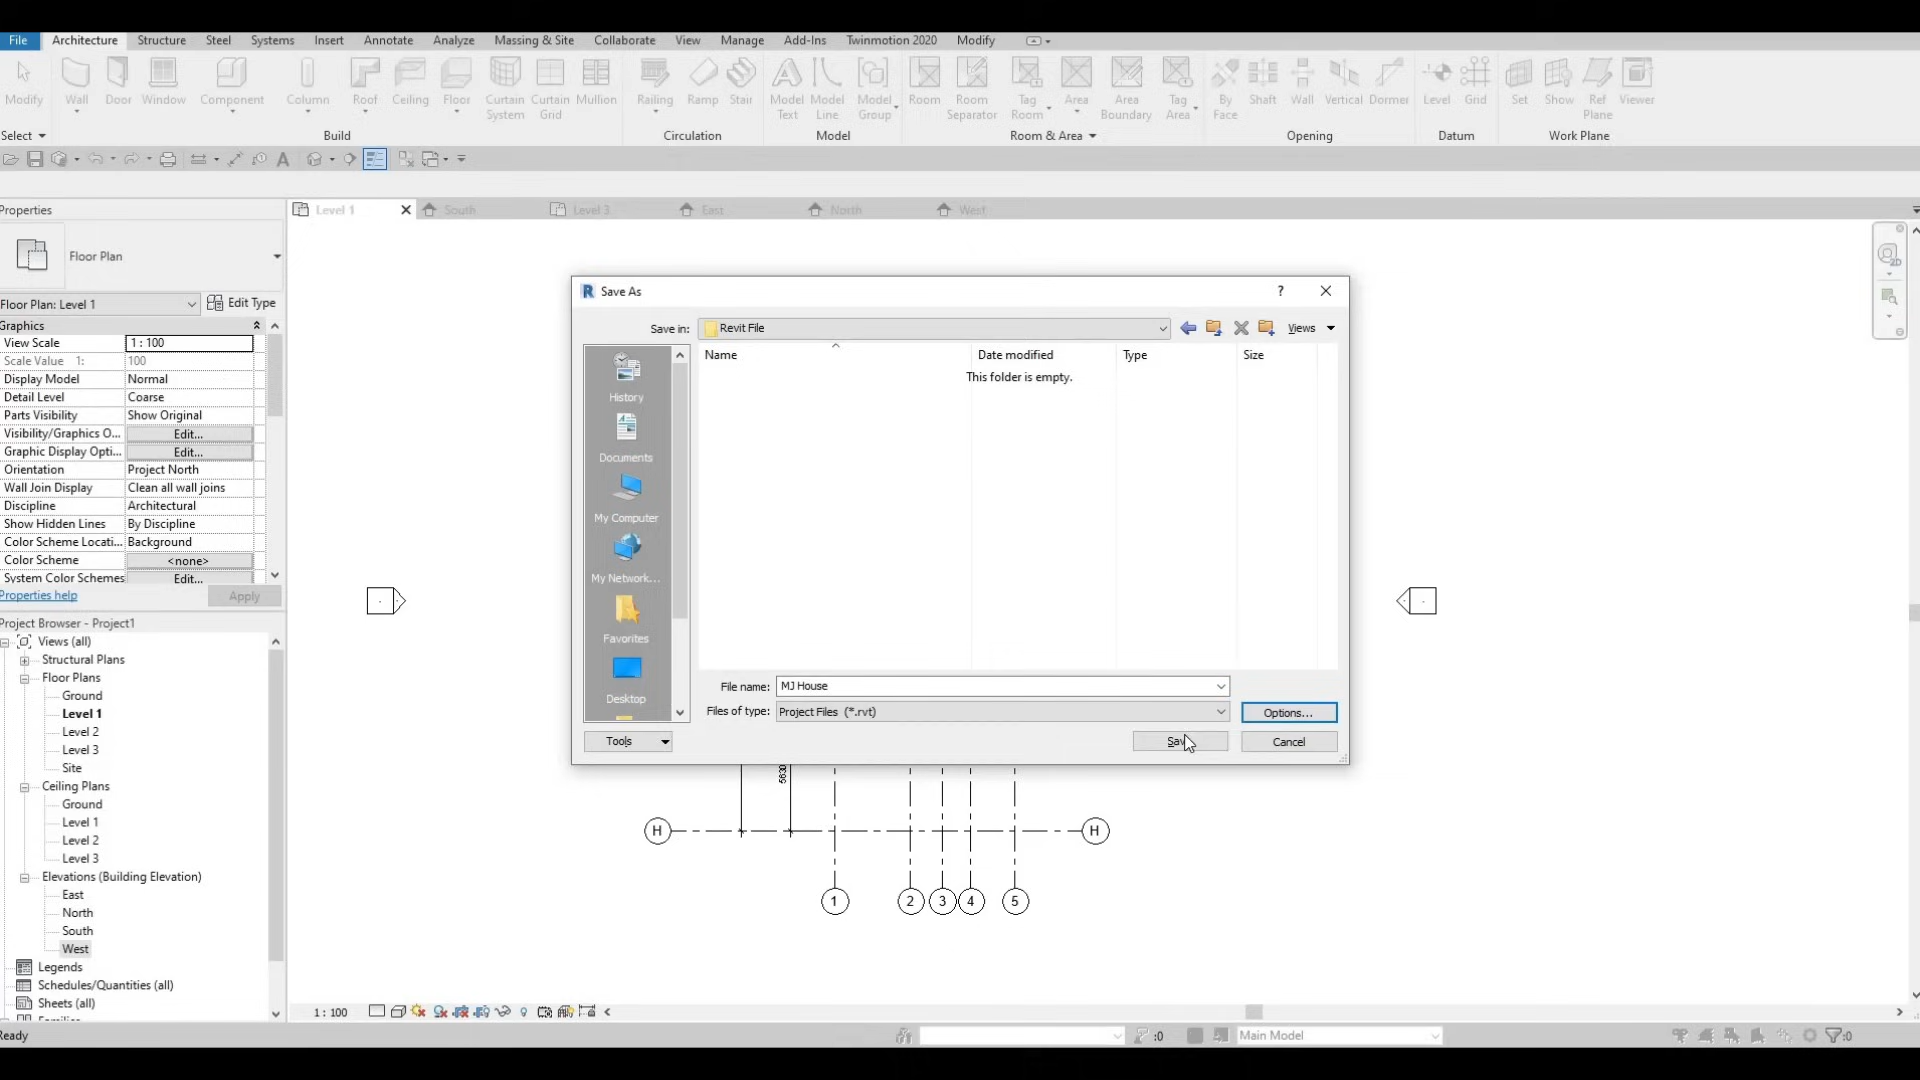 File Architecture Structure Steel Systems Insert Annotate Analyze Massing & Site Collaborate View Manage Add-Ins Twinmotion 2020 Modify
Modify Wall Door Window Component Column Roof Ceiling Floor Curtain System Curtain Grid Mullion Railing Ramp Stair Model Text Model Line Model Group Room Room Separator Tag Room Area Area Boundary Tag Area By Face Shaft Wall Vertical Dormer Level Grid Set Show Ref Plane Viewer
Select Build Circulation Model Room & Area Opening Datum Work Plane
Properties
Level 1 South Level 3 East North West
Floor Plan
Floor Plan: Level 1 Edit Type
Graphics
View Scale 1 : 100
Scale Value 1: 100
Display Model Normal
Detail Level Coarse
Parts Visibility Show Original
Visibility/Graphics O... Edit...
Graphic Display Opti... Edit...
Orientation Project North
Wall Join Display Clean all wall joins
Discipline Architectural
Show Hidden Lines By Discipline
Color Scheme Locati... Background
Color Scheme <none>
System Color Schemes Edit...
Properties help Apply
Project Browser - Project1
Views (all)
Structural Plans
Floor Plans
Ground
Level 1
Level 2
Level 3
Site
Ceiling Plans
Ground
Level 1
Level 2
Level 3
Elevations (Building Elevation)
East
North
South
West
Legends
Schedules/Quantities (all)
Sheets (all)
R Save As ?
Save in: Revit File Views
Name Date modified Type Size
This folder is empty.
History
Documents
My Computer
My Network...
Favorites
Desktop
File name: MJ House
Files of type: Project Files (*.rvt) Options...
Tools Save Cancel
2D
5630
H H
1 2 3 4 5
1 : 100
Ready :0 Main Model :0